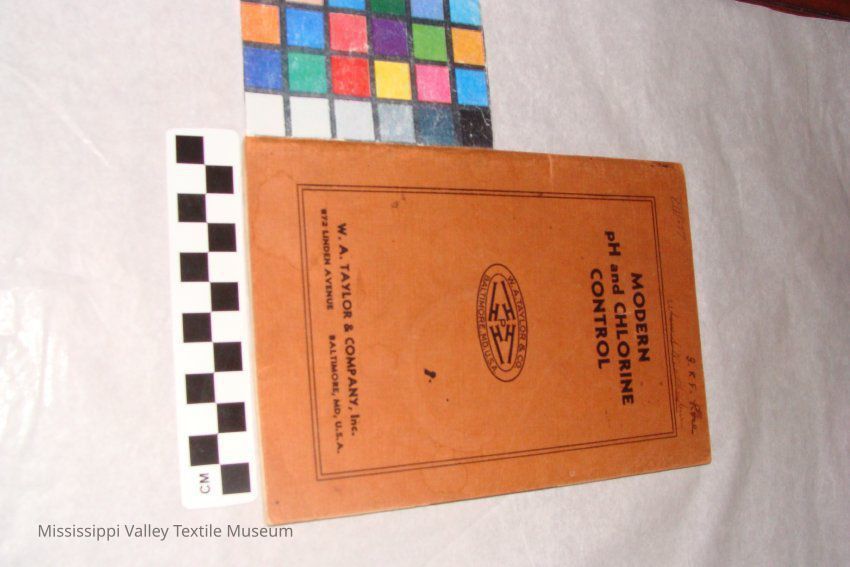 J. R. F. Rose
MODERN
pH and CHLORINE
CONTROL
W. A. TAYLOR & CO.
BALTIMORE, MD., U.S.A.
W. A. TAYLOR & COMPANY, Inc.
872 LINDEN AVENUE BALTIMORE, MD., U.S.A.
CM
Mississippi Valley Textile Museum